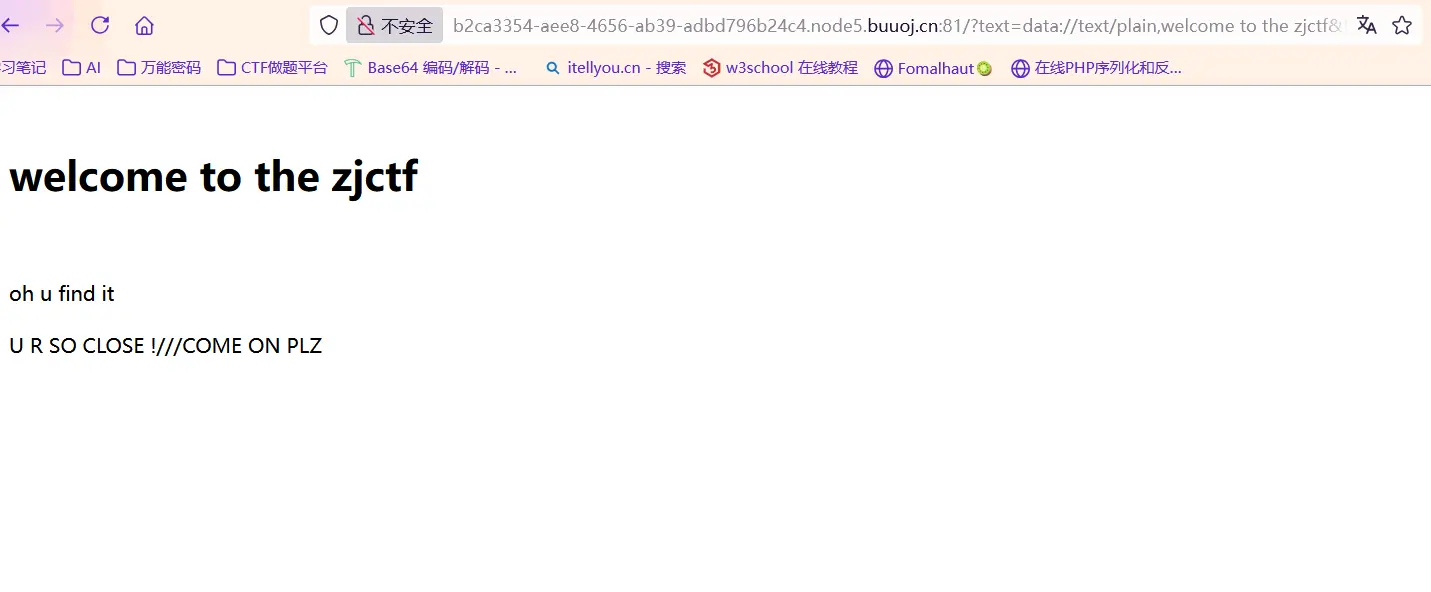 不安全 b2ca3354-aee8-4656-ab39-adbd796b24c4.node5.buuoj.cn:81/?text=data://text/plain,welcome to the zjctf&
习笔记 AI 万能密码 CTF做题平台 Base64 编码/解码 - ... itellyou.cn - 搜索 w3school 在线教程 Fomalhaut🥝 在线PHP序列化和反...
welcome to the zjctf
oh u find it
U R SO CLOSE !///COME ON PLZ